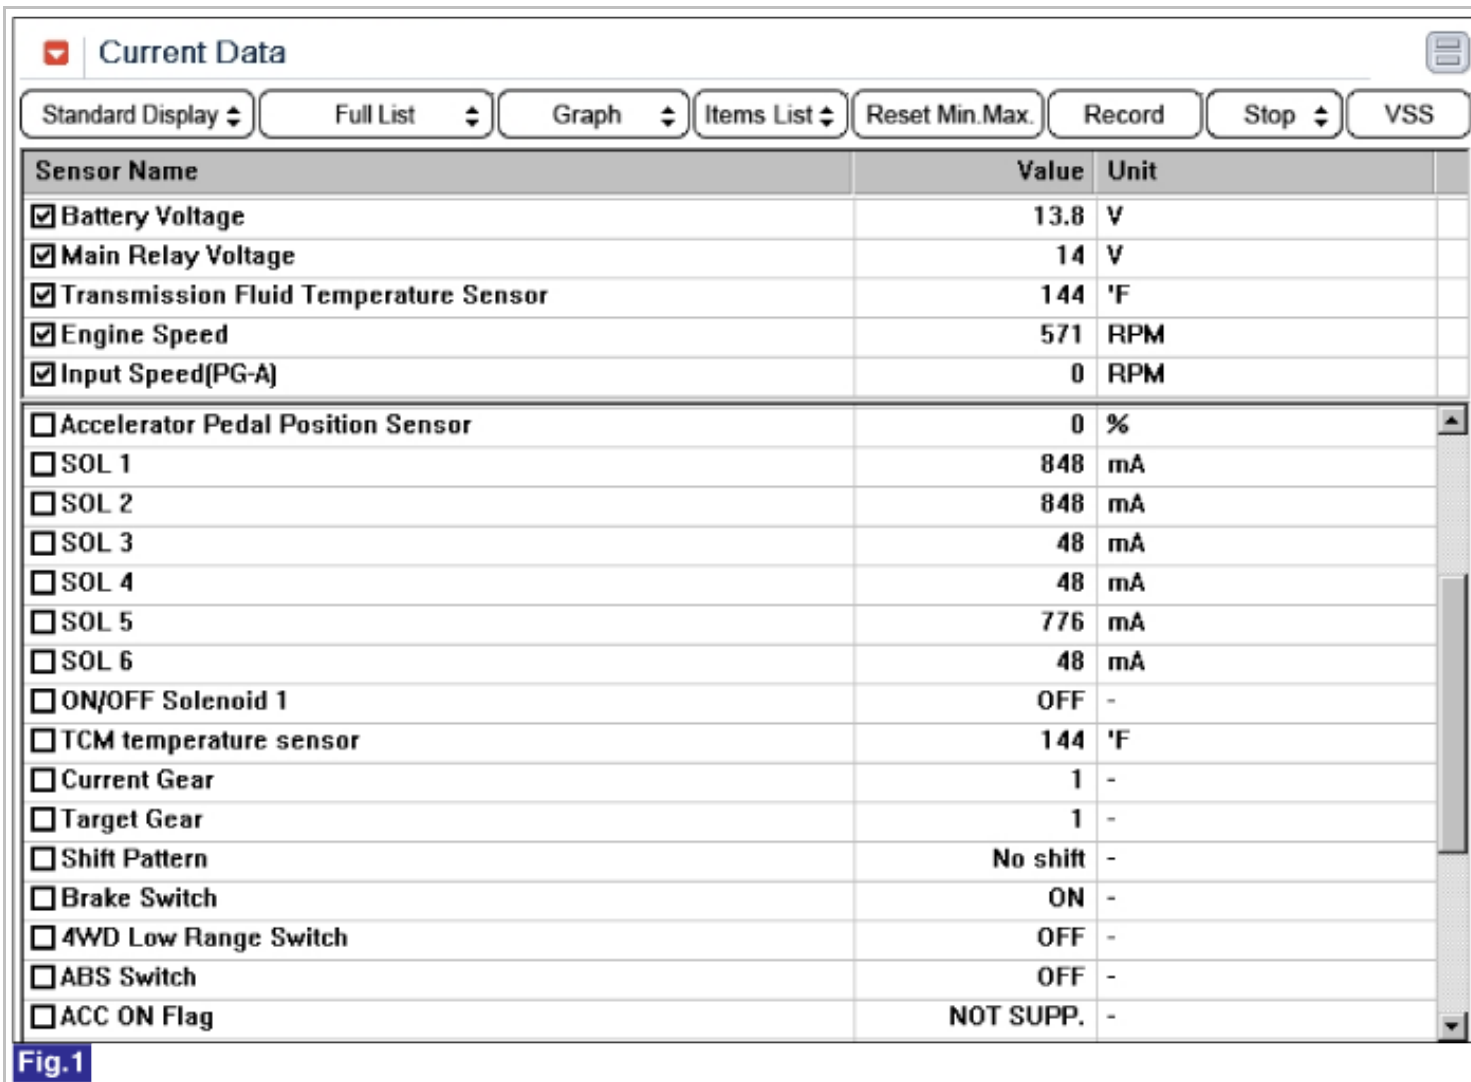 Current Data
Standard Display Full List Graph Items List Reset Min.Max. Record Stop VSS
Sensor Name Value Unit
Battery Voltage 13.8 V
Main Relay Voltage 14 V
Transmission Fluid Temperature Sensor 144 'F
Engine Speed 571 RPM
Input Speed(PG-A) 0 RPM
Accelerator Pedal Position Sensor 0 %
SOL 1 848 mA
SOL 2 848 mA
SOL 3 48 mA
SOL 4 48 mA
SOL 5 776 mA
SOL 6 48 mA
ON/OFF Solenoid 1 OFF -
TCM temperature sensor 144 'F
Current Gear 1 -
Target Gear 1 -
Shift Pattern No shift -
Brake Switch ON -
4WD Low Range Switch OFF -
ABS Switch OFF -
ACC ON Flag NOT SUPP. -
Fig.1